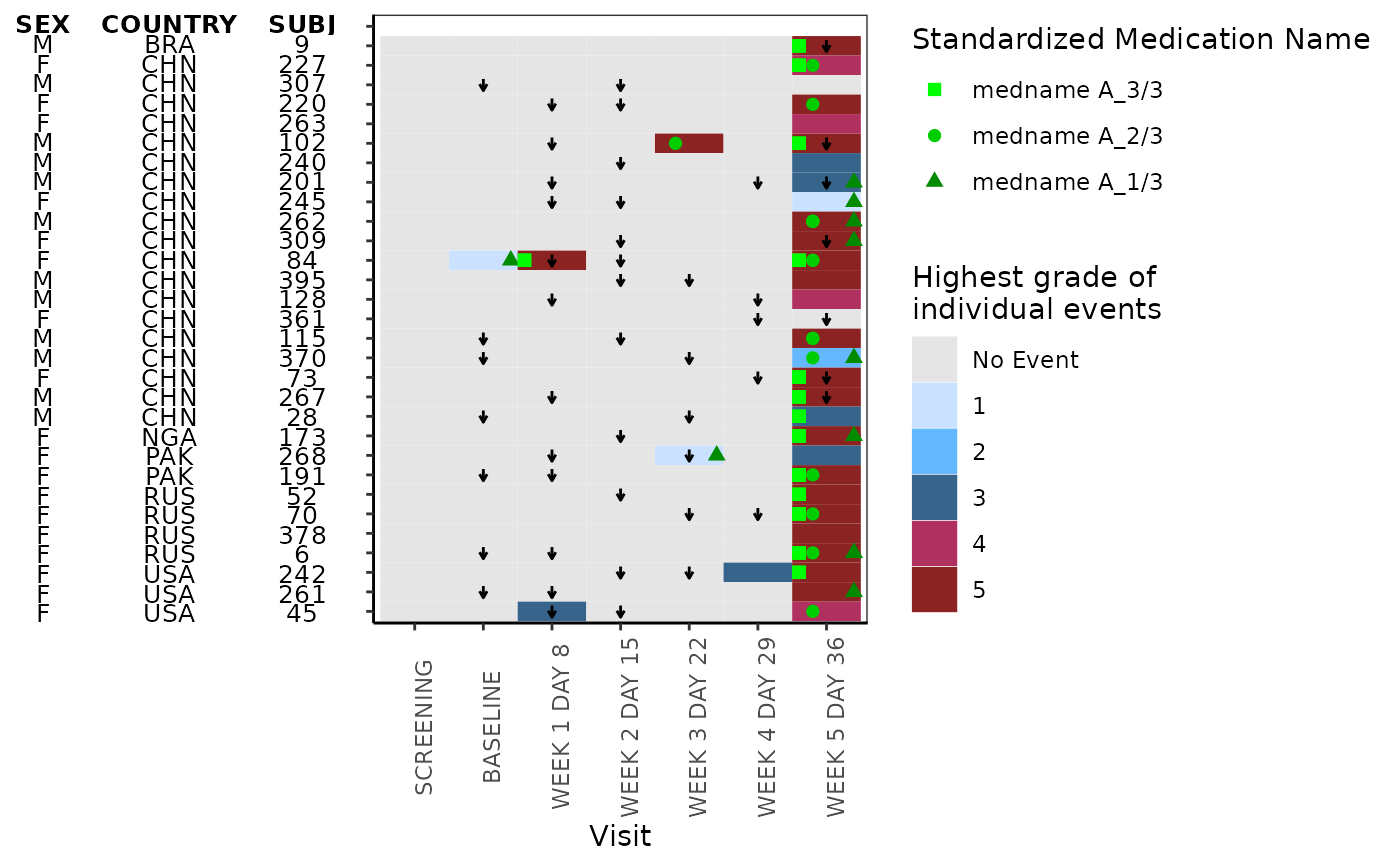 SEX COUNTRY SUBJ
M BRA 9
F CHN 227
M CHN 307
F CHN 220
F CHN 263
M CHN 102
M CHN 240
M CHN 201
F CHN 245
M CHN 262
F CHN 309
F CHN 84
M CHN 395
M CHN 128
F CHN 361
M CHN 115
M CHN 370
F CHN 73
M CHN 267
M CHN 28
F NGA 173
F PAK 268
F PAK 191
F RUS 52
F RUS 70
F RUS 378
F RUS 6
F USA 242
F USA 261
F USA 45
SCREENING
BASELINE
WEEK 1 DAY 8
WEEK 2 DAY 15
WEEK 3 DAY 22
WEEK 4 DAY 29
WEEK 5 DAY 36
Visit
Standardized Medication Name
medname A_3/3
medname A_2/3
medname A_1/3
Highest grade of
individual events
No Event
1
2
3
4
5